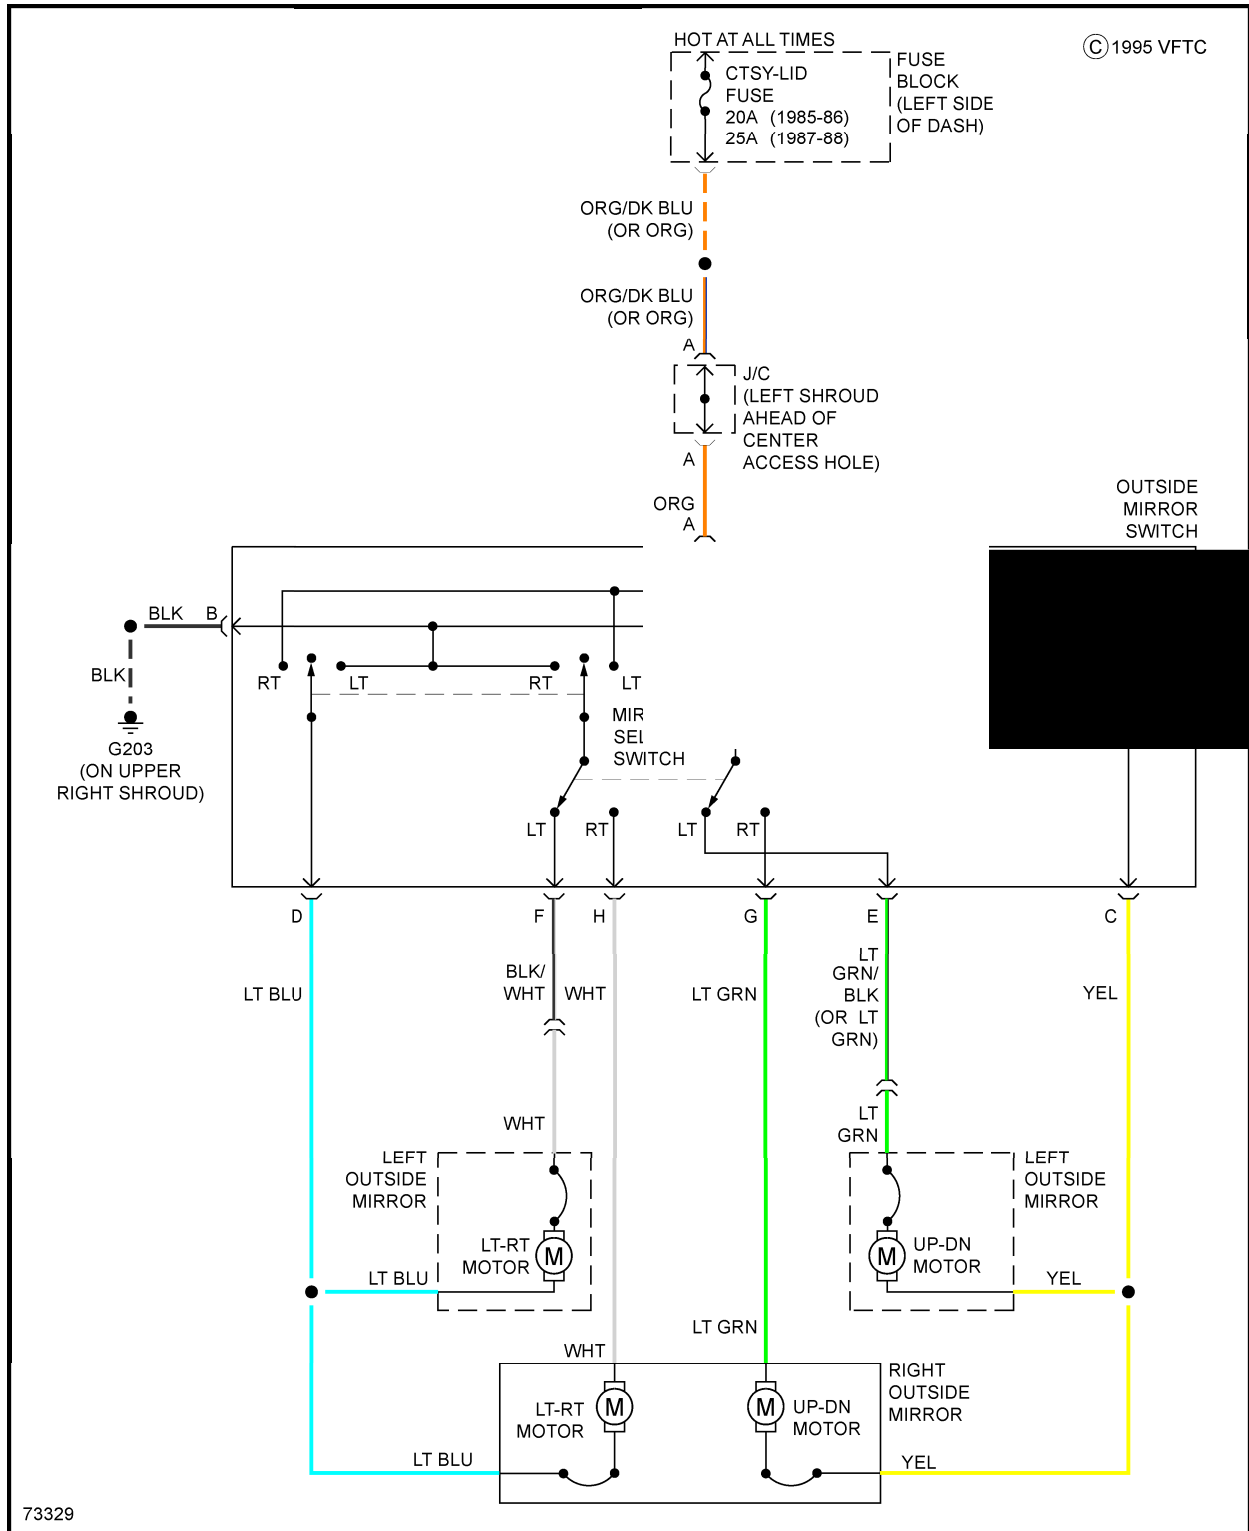 HOT AT ALL TIMES
© 1995 VFTC
CTSY-LID
FUSE
20A (1985-86)
25A (1987-88)
FUSE
BLOCK
(LEFT SIDE
OF DASH)
ORG/DK BLU
(OR ORG)
ORG/DK BLU
(OR ORG)
A
J/C
(LEFT SHROUD
AHEAD OF
CENTER
ACCESS HOLE)
A
ORG
A
OUTSIDE
MIRROR
SWITCH
BLK B
BLK
G203
(ON UPPER
RIGHT SHROUD)
RT LT RT LT
SWITCH
LT RT LT RT
D F H G E C
LT BLU
BLK/
WHT
WHT
LT GRN
LT
GRN/
BLK
(OR LT
GRN)
YEL
WHT
LT
GRN
LEFT
OUTSIDE
MIRROR
LT-RT
MOTOR
M
LT BLU
M
UP-DN
MOTOR
LEFT
OUTSIDE
MIRROR
YEL
WHT
LT GRN
LT-RT
MOTOR
M
M
UP-DN
MOTOR
RIGHT
OUTSIDE
MIRROR
LT BLU
YEL
73329